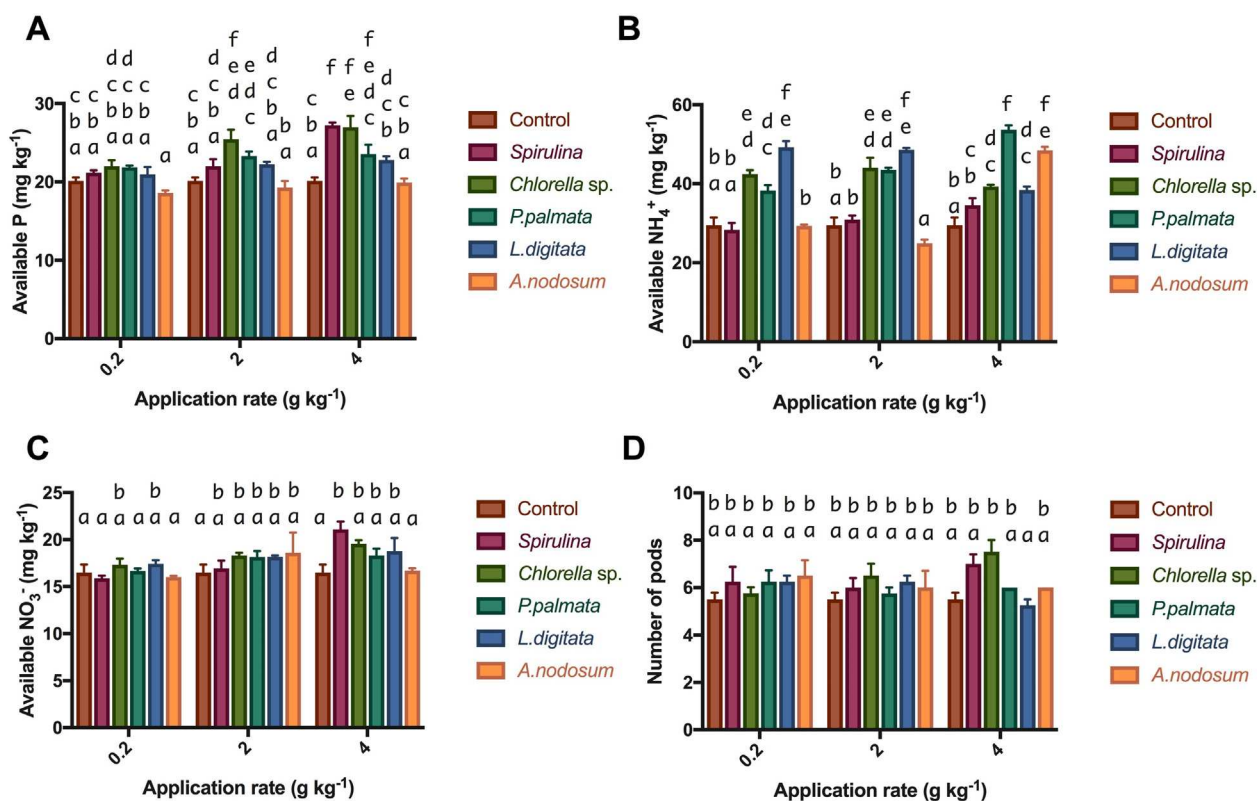 A
d d
c c c c c
b b b b b
a a a a a a
f
d e e d
c c d d c
b b c b b
a a a a
f
f e
f f d d c
c e c c b
b b a
a
30
20
10
0
Available P (mg kg-1)
0.2
2
4
Application rate (g kg-1)
Control
Spirulina
Chlorella sp.
P.palmata
L.digitata
A.nodosum
B
e d f
b b d c e
a a b
e e f
b d d e
a b a
f f
c d d e
b b c c
a
60
40
20
0
Available NH4+ (mg kg-1)
0.2
2
4
Application rate (g kg-1)
Control
Spirulina
Chlorella sp.
P.palmata
L.digitata
A.nodosum
C
b b b b b b b b b b b
a a a a a a a a a a a a a a a a a
25
20
15
10
5
0
Available NO3- (mg kg-1)
0.2
2
4
Application rate (g kg-1)
Control
Spirulina
Chlorella sp.
P.palmata
L.digitata
A.nodosum
D
b b b b b b b b b b b b b b b b b
a a a a a a a a a a a a a a a a a
10
8
6
4
2
0
Number of pods
0.2
2
4
Application rate (g kg-1)
Control
Spirulina
Chlorella sp.
P.palmata
L.digitata
A.nodosum